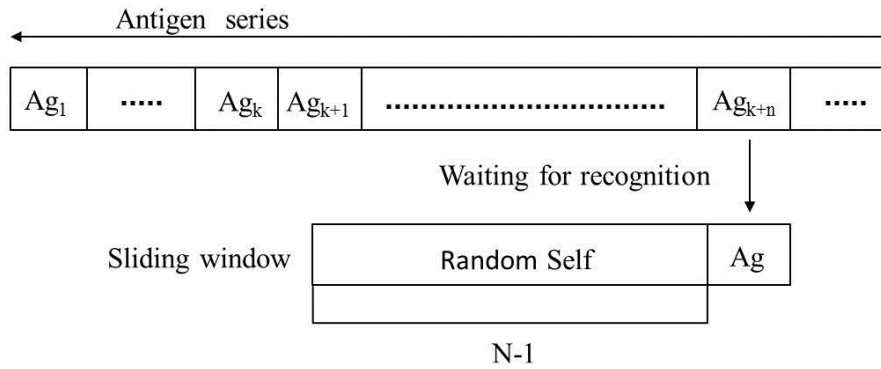 Antigen series
Ag₁ ..... Agₖ Agₖ₊₁ ................................ Agₖ₊ₙ .....
Waiting for recognition
Sliding window Random Self Ag
N-1